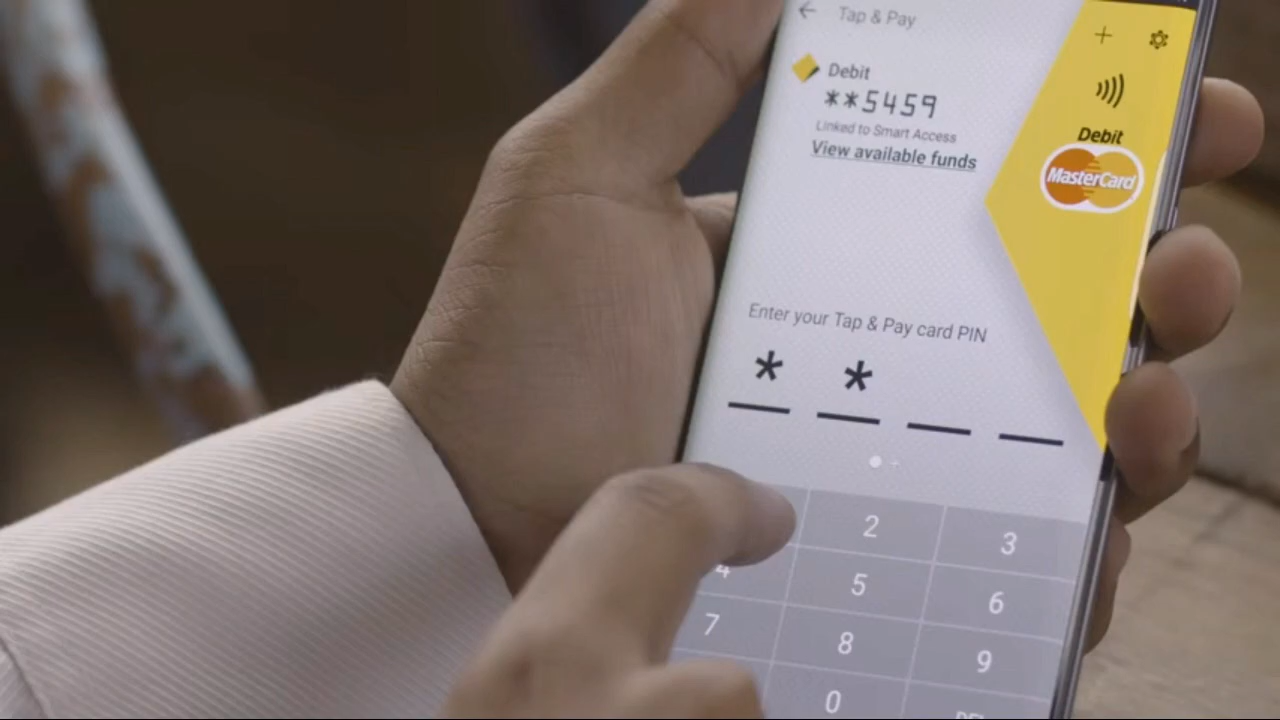 Tap & Pay
Debit
**5459
Linked to Smart Access
View available funds
Debit
MasterCard
Enter your Tap & Pay card PIN
* *
2 3
4 5 6
7 8 9
0